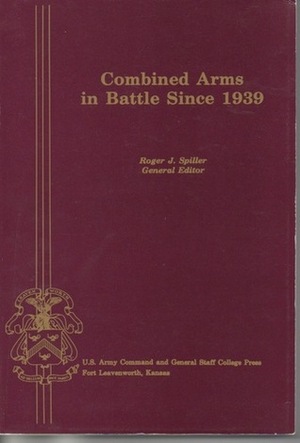 Combined Arms
in Battle Since 1939
Roger J. Spiller
General Editor
U.S. Army Command and General Staff College Press
Fort Leavenworth, Kansas